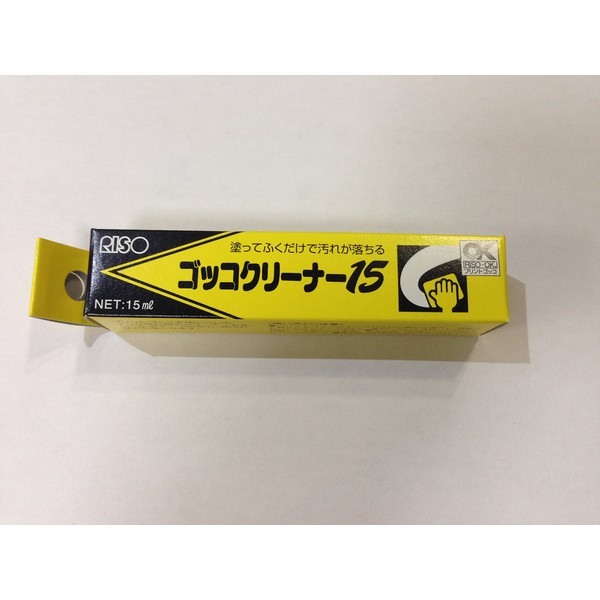 RISO
塗ってふくだけで汚れが落ちる
ゴッコクリーナー15
NET:15ml
OK
RISO-OK
プリントゴッコ